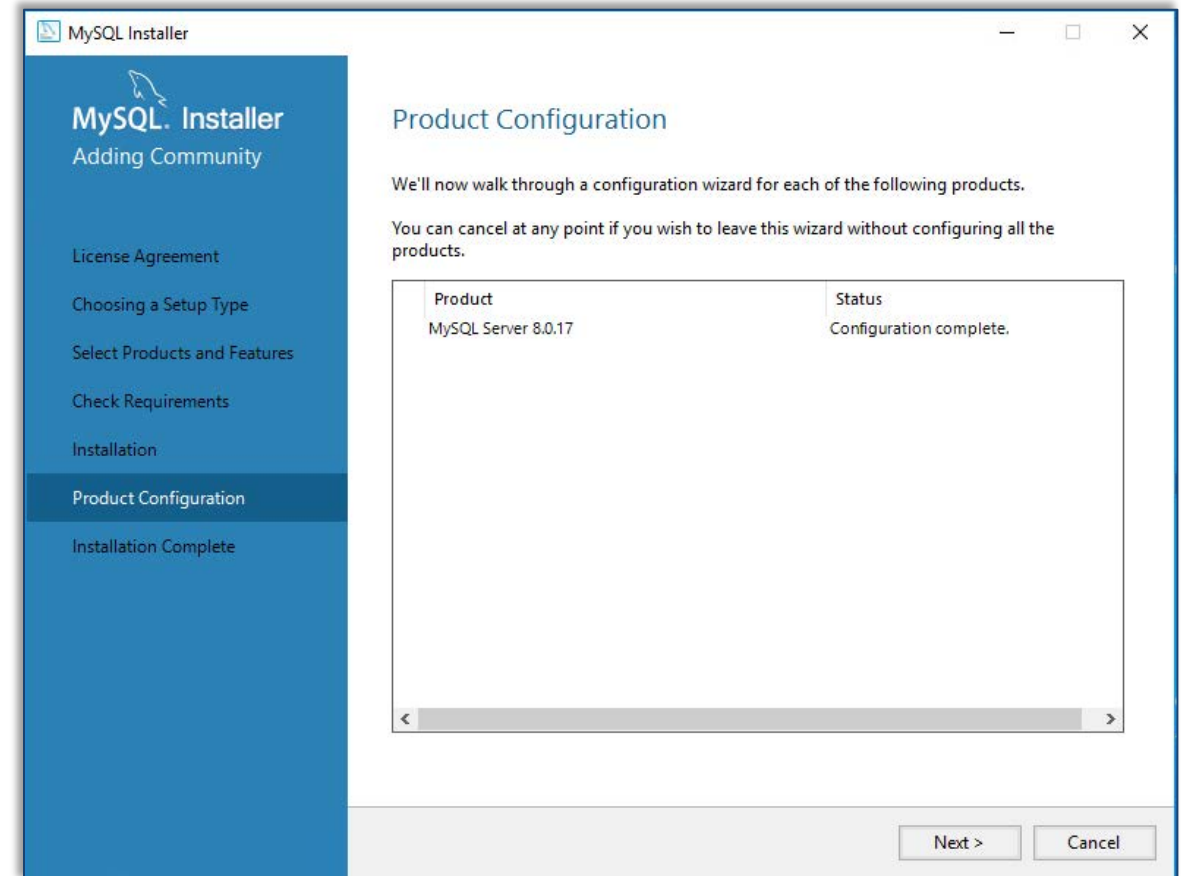 MySQL Installer
MySQL. Installer
Adding Community
License Agreement
Choosing a Setup Type
Select Products and Features
Check Requirements
Installation
Product Configuration
Installation Complete
Product Configuration
We'll now walk through a configuration wizard for each of the following products.
You can cancel at any point if you wish to leave this wizard without configuring all the
products.
Product Status
MySQL Server 8.0.17 Configuration complete.
Next > Cancel